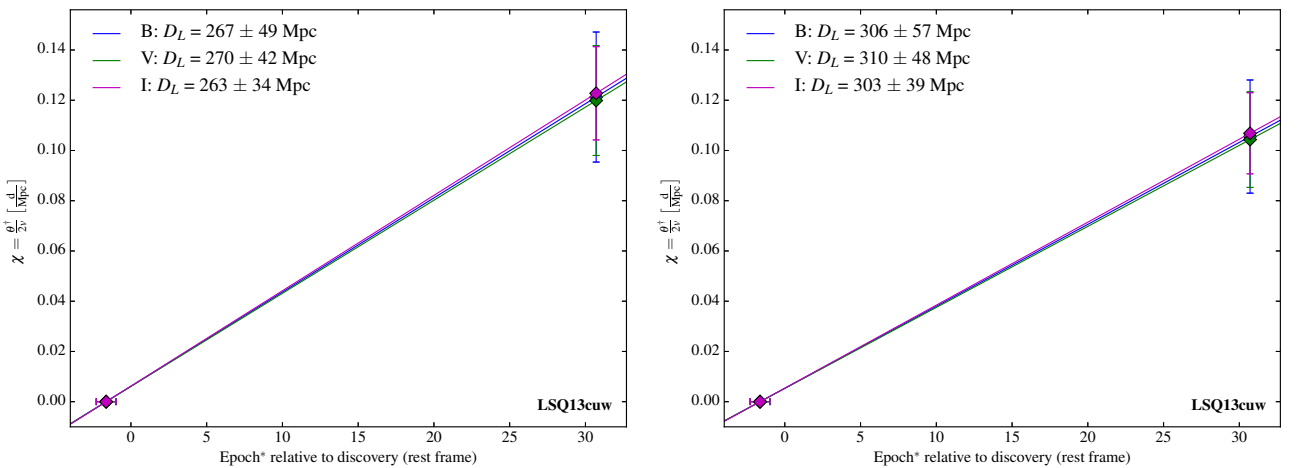 B: D_L = 267 ± 49 Mpc
V: D_L = 270 ± 42 Mpc
I: D_L = 263 ± 34 Mpc
0.14
0.12
0.10
0.08
0.06
0.04
0.02
0.00
χ = θ†/2v [d/Mpc]
LSQ13cuw
0 5 10 15 20 25 30
Epoch* relative to discovery (rest frame)
B: D_L = 306 ± 57 Mpc
V: D_L = 310 ± 48 Mpc
I: D_L = 303 ± 39 Mpc
0.14
0.12
0.10
0.08
0.06
0.04
0.02
0.00
χ = θ†/2v [d/Mpc]
LSQ13cuw
0 5 10 15 20 25 30
Epoch* relative to discovery (rest frame)